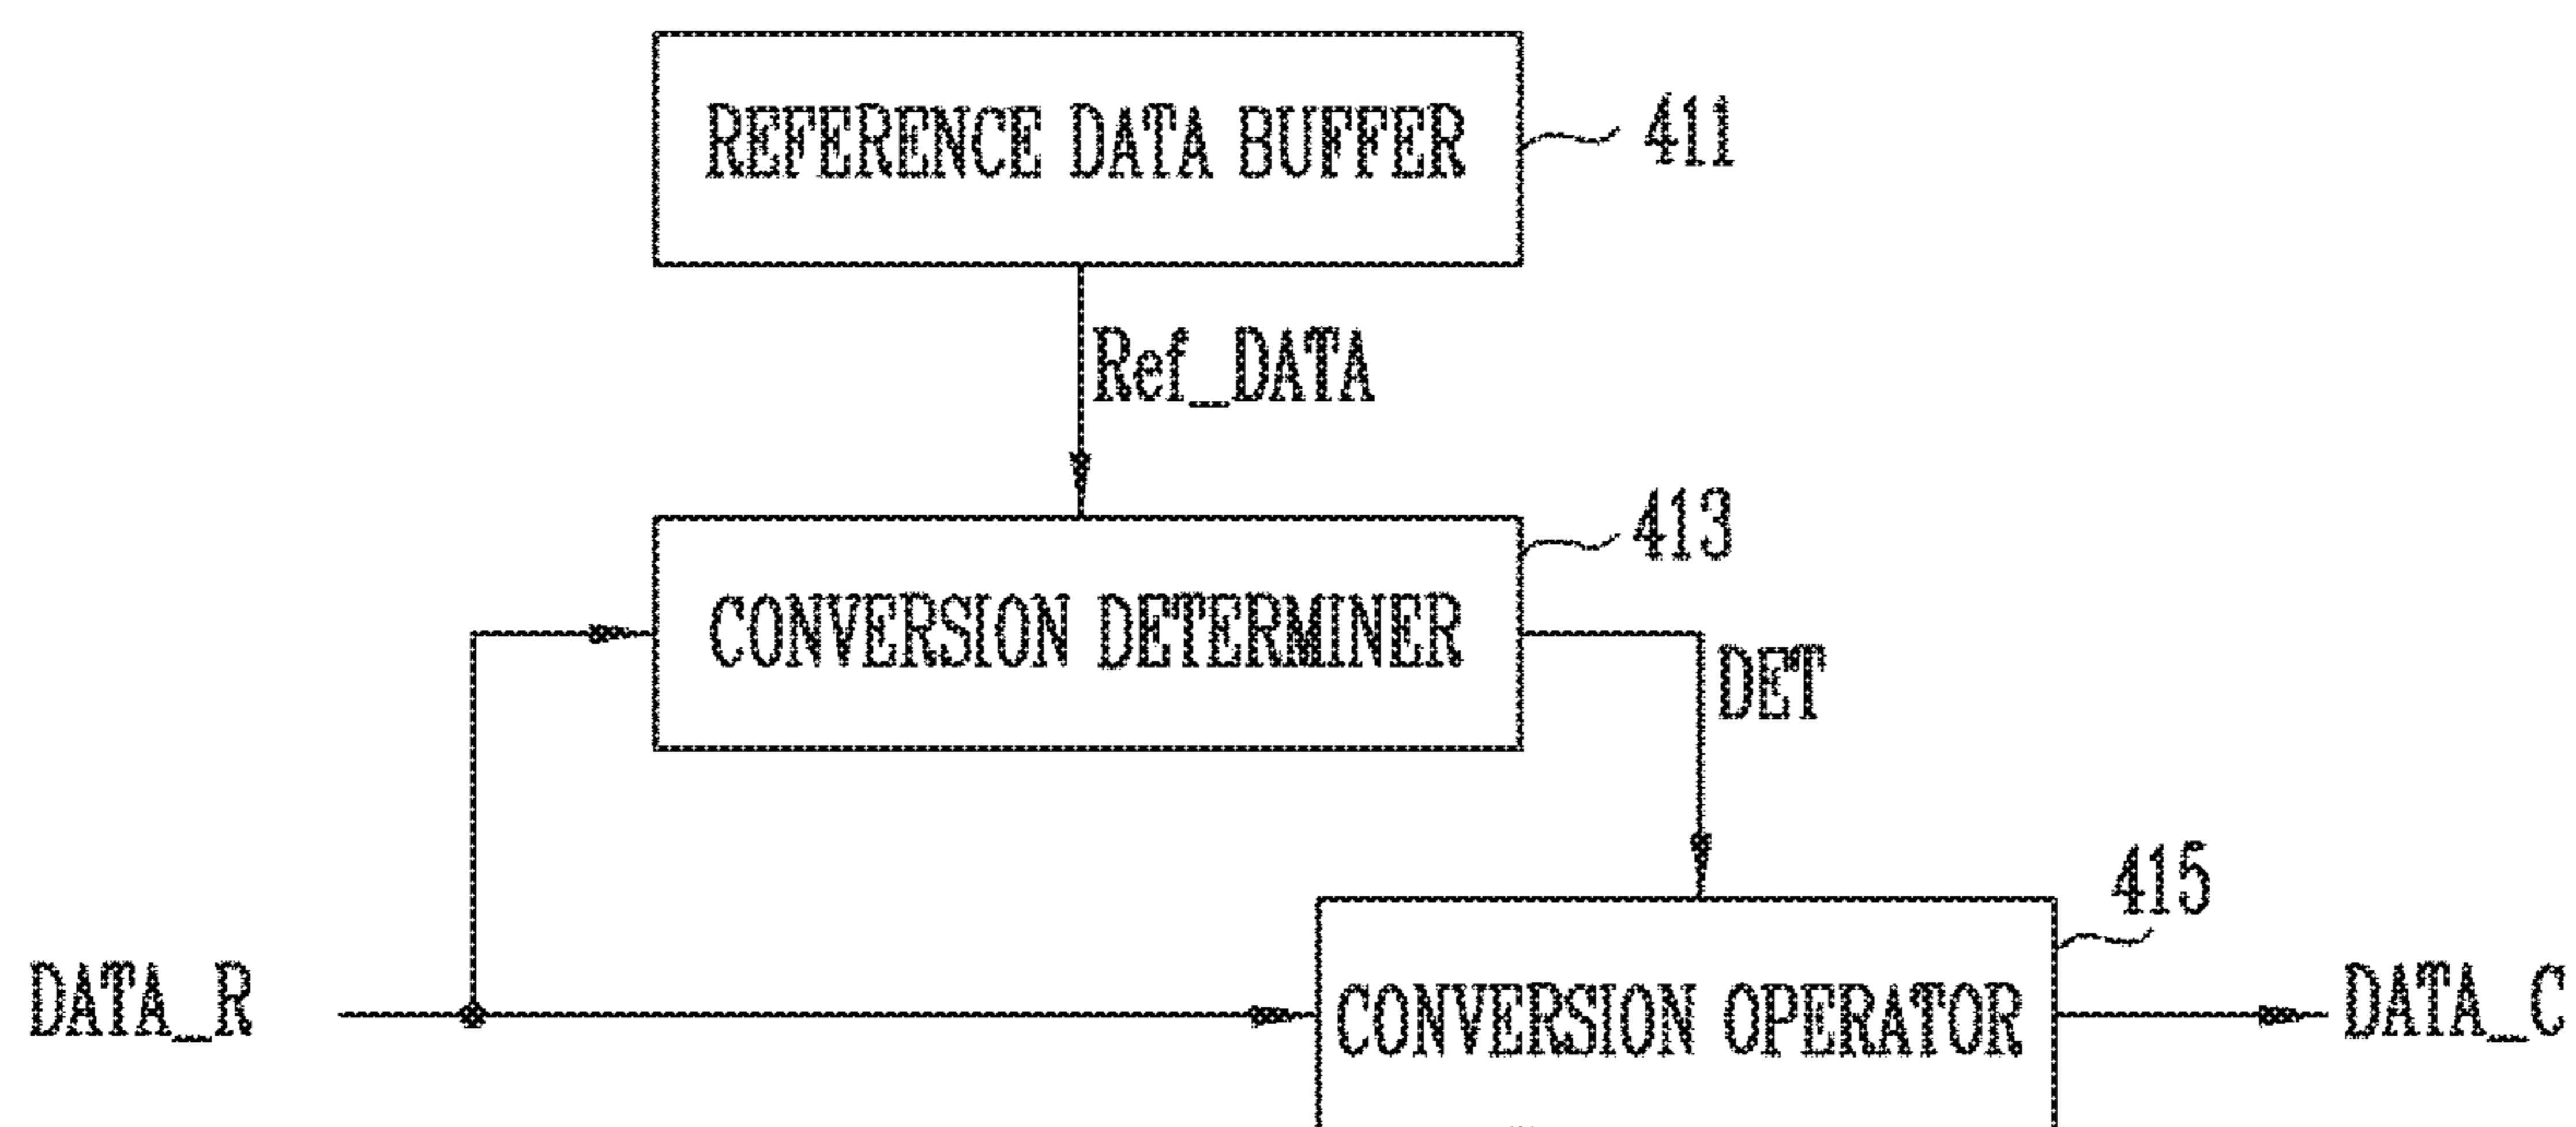 REFERENCE DATA BUFFER
411
Ref_DATA
413
CONVERSION DETERMINER
DET
415
DATA_R
CONVERSION OPERATOR
DATA_C